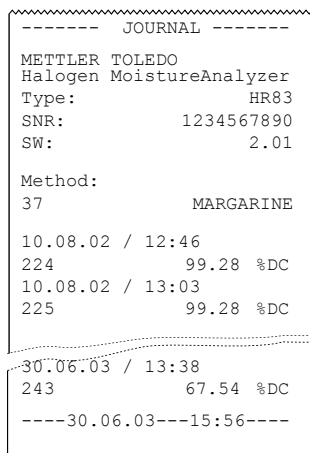 ------- JOURNAL -------
METTLER TOLEDO
Halogen MoistureAnalyzer
Type: HR83
SNR: 1234567890
SW: 2.01
Method:
37 MARGARINE
10.08.02 / 12:46
224 99.28 %DC
10.08.02 / 13:03
225 99.28 %DC
30.06.03 / 13:38
243 67.54 %DC
----30.06.03---15:56----